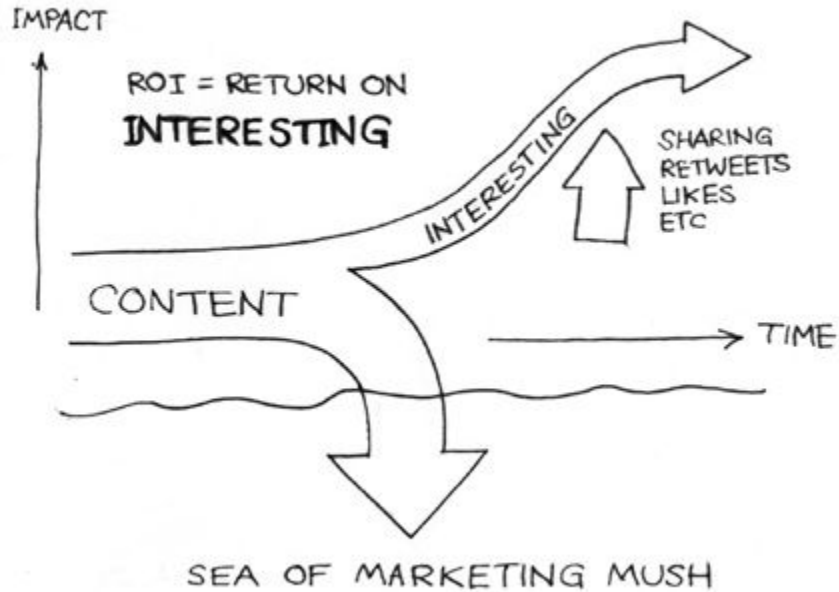 IMPACT
ROI = RETURN ON
INTERESTING
INTERESTING
SHARING
RETWEETS
LIKES
ETC
CONTENT
TIME
SEA OF MARKETING MUSH